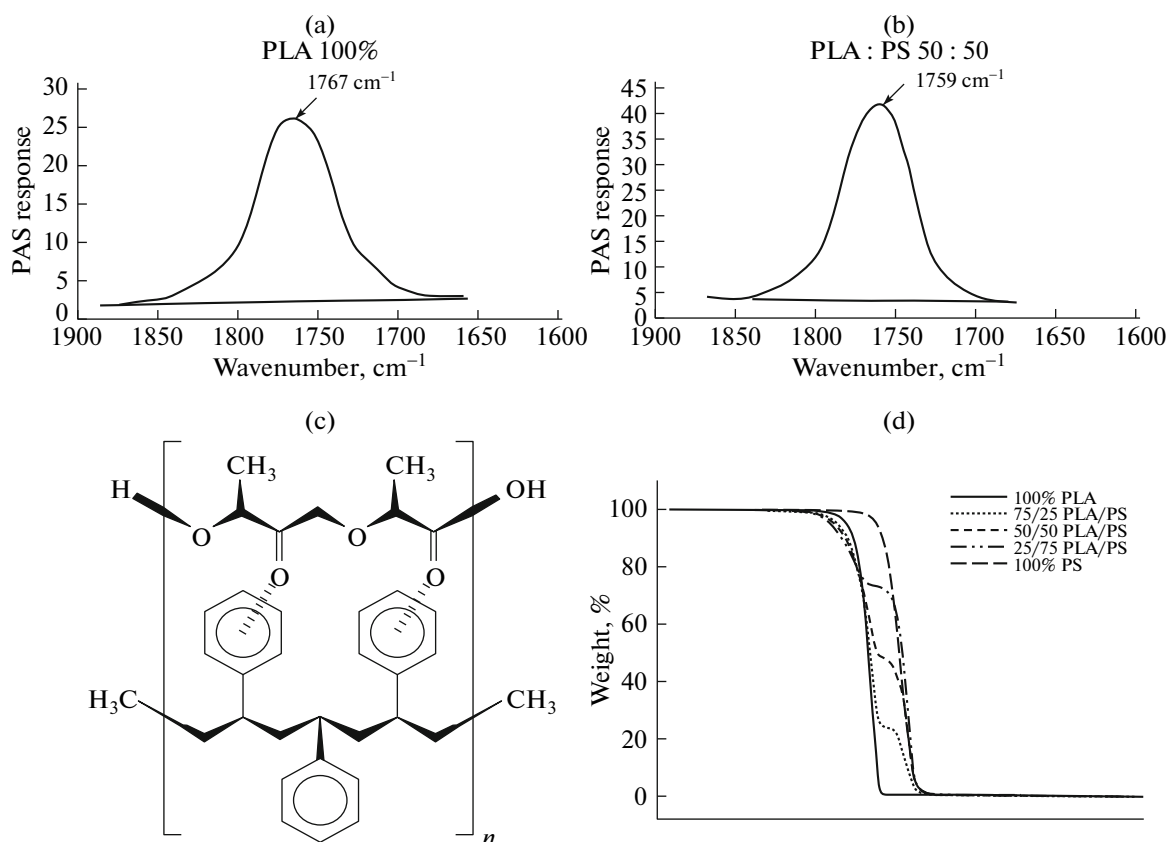 (a)
PLA 100%
1767 cm⁻¹
PAS response
30
25
20
15
10
5
0
1900 1850 1800 1750 1700 1650 1600
Wavenumber, cm⁻¹
(b)
PLA : PS 50 : 50
1759 cm⁻¹
PAS response
45
40
35
30
25
20
15
10
5
0
1900 1850 1800 1750 1700 1650 1600
Wavenumber, cm⁻¹
(c)
CH₃ CH₃
H OH
O O
O O
H₃C CH₃
n
(d)
Weight, %
100
80
60
40
20
0
100% PLA
75/25 PLA/PS
50/50 PLA/PS
25/75 PLA/PS
100% PS